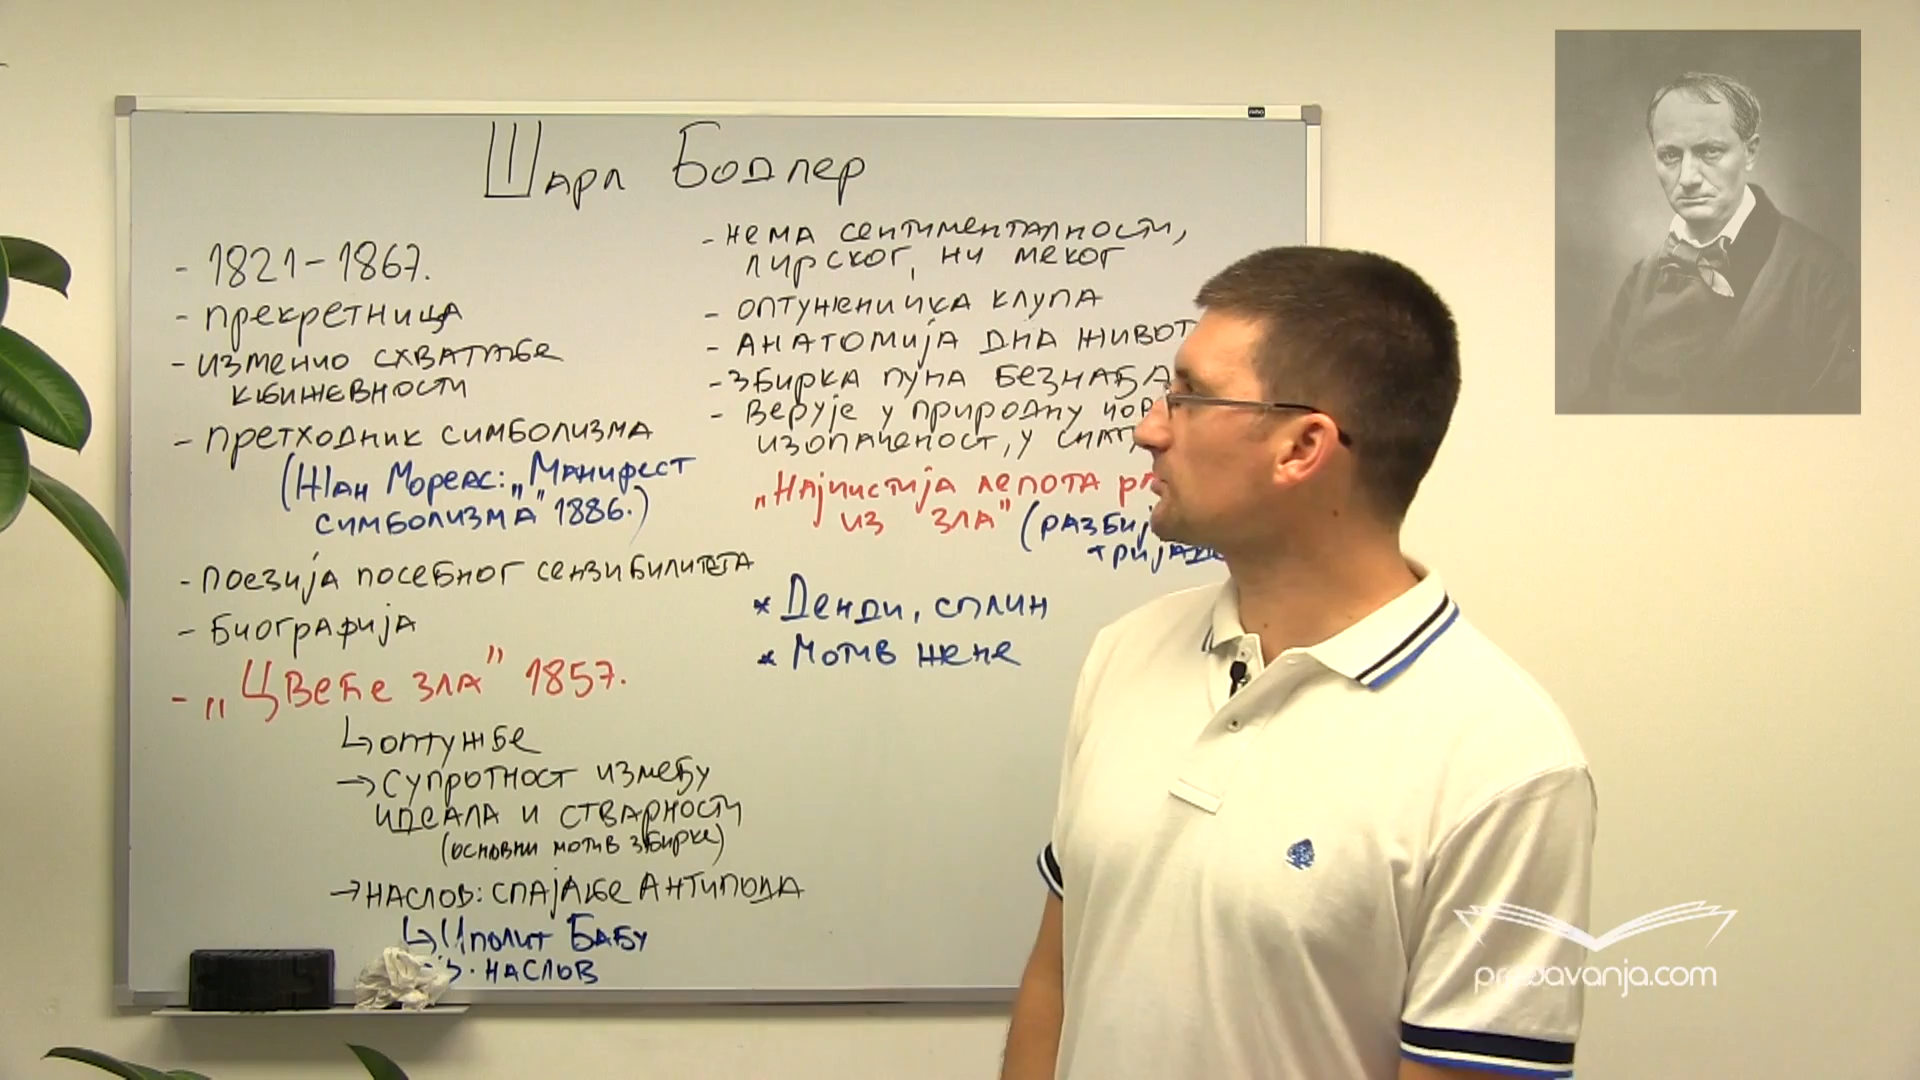 Шарл Бодлер
- 1821-1867.
- прекретница
- изменио схватање
књижевности
- претходник симболизма
(Жан Мореас: „Манифест
симболизма" 1886.)
- поезија посебног сензибилитета
- биографија
- „Цвеће зла" 1857.
↳ оптужбе
→ супротност између
идеала и стварности
(основни мотив збирке)
→ наслов: спајање антипода
↳ Иполит Бабу
3. наслов
- нема сентименталности,
лирског, ни меког
- оптуженичка клупа
- анатомија дна живот
- збирка пуна безнађа
- верује у природну
изопаченост, у
„Најчистија лепота
из зла" (разбиј
тријаде
* Денди, сплин
* Мотив жене
predavanja.com